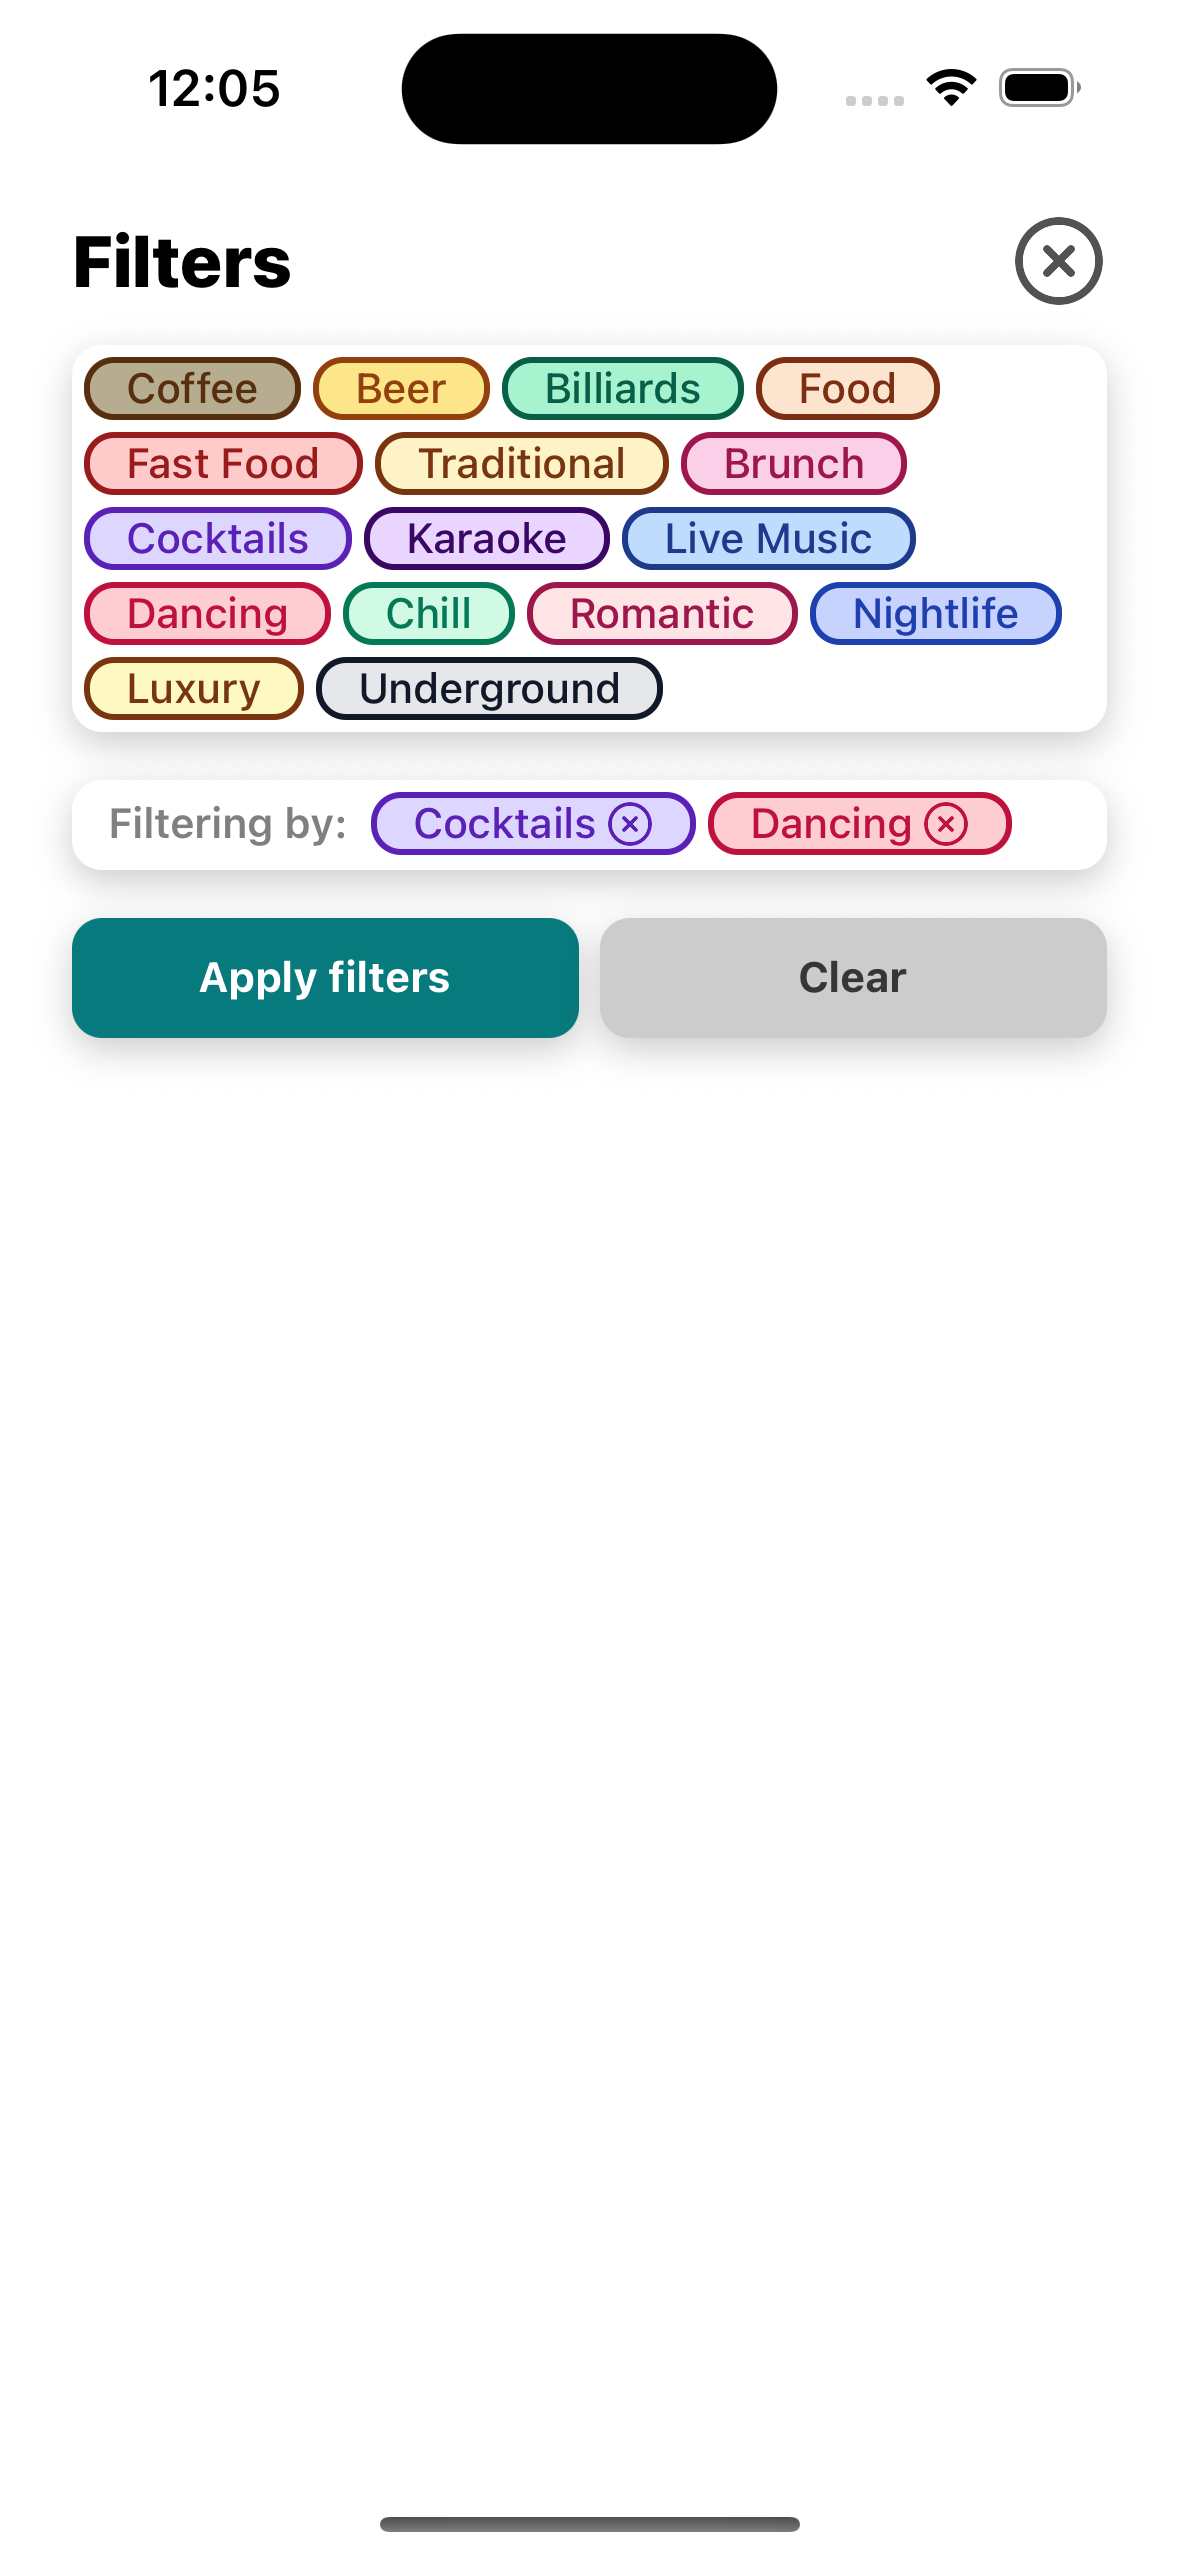 12:05
Filters
Coffee Beer Billiards Food
Fast Food Traditional Brunch
Cocktails Karaoke Live Music
Dancing Chill Romantic Nightlife
Luxury Underground
Filtering by: Cocktails Dancing
Apply filters Clear